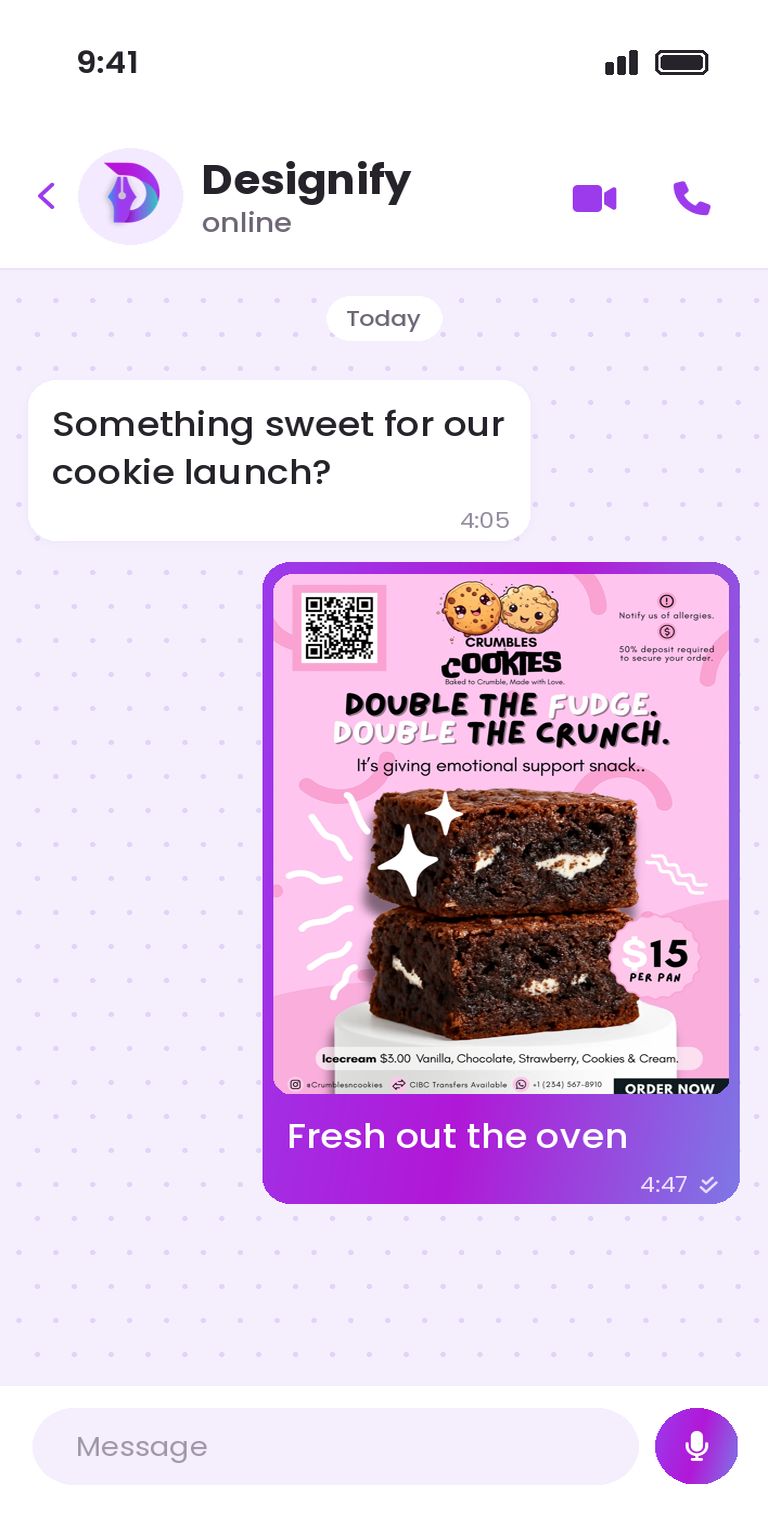 9:41
Designify
online
Today
Something sweet for our
cookie launch?
4:05
Notify us of allergies.
50% deposit required
to secure your order.
CRUMBLES
COOKIES
Baked to Crumble, Made with Love.
DOUBLE THE FUDGE.
DOUBLE THE CRUNCH.
It's giving emotional support snack..
$15
PER PAN
Icecream $3.00 Vanilla, Chocolate, Strawberry, Cookies & Cream.
@Crumblesncookies CIBC Transfers Available +1 (234) 567-8910 ORDER NOW
Fresh out the oven
4:47
Message